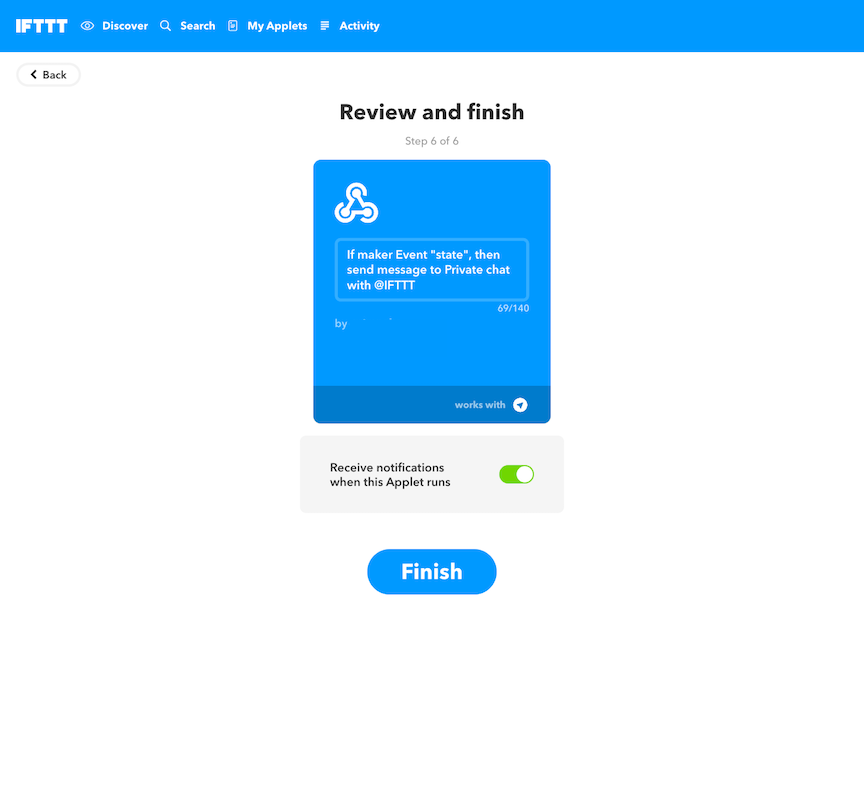 IFTTT Discover Search My Applets Activity
Back
Review and finish
Step 6 of 6
If maker Event "state", then
send message to Private chat
with @IFTTT
69/140
by
works with
Receive notifications
when this Applet runs
Finish